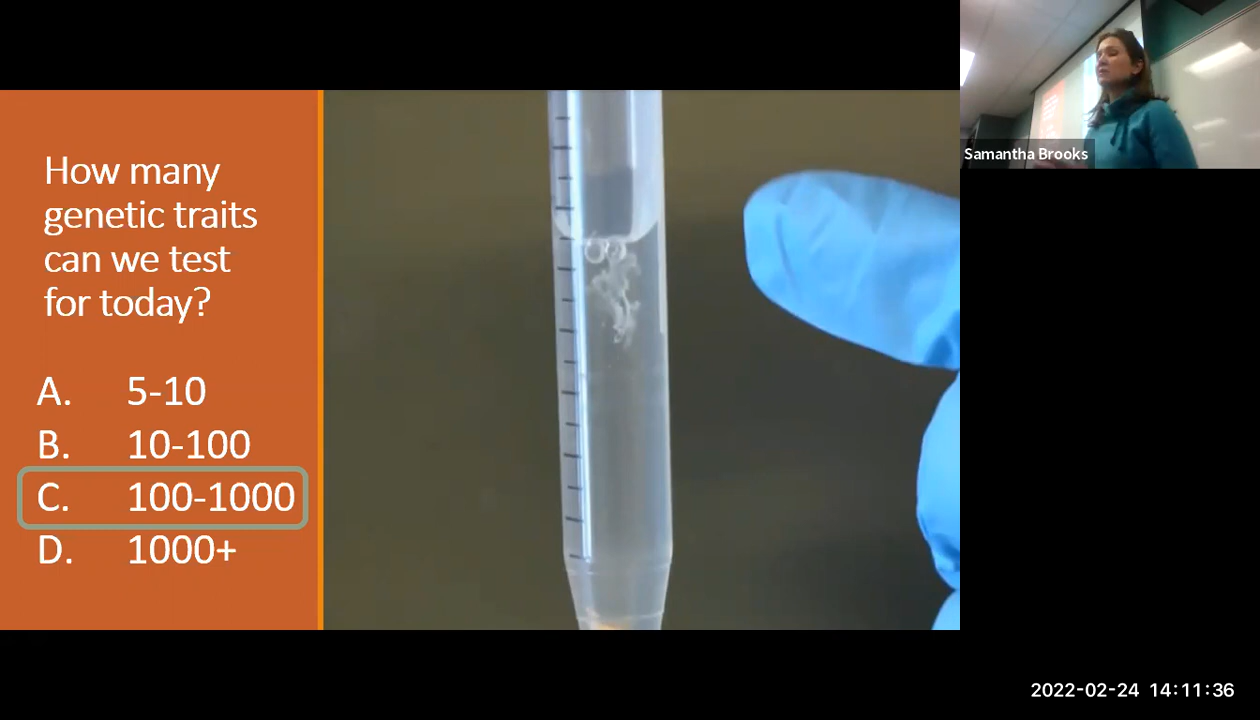 How many
genetic traits
can we test
for today?
A. 5-10
B. 10-100
C. 100-1000
D. 1000+
Samantha Brooks
2022-02-24 14:11:36